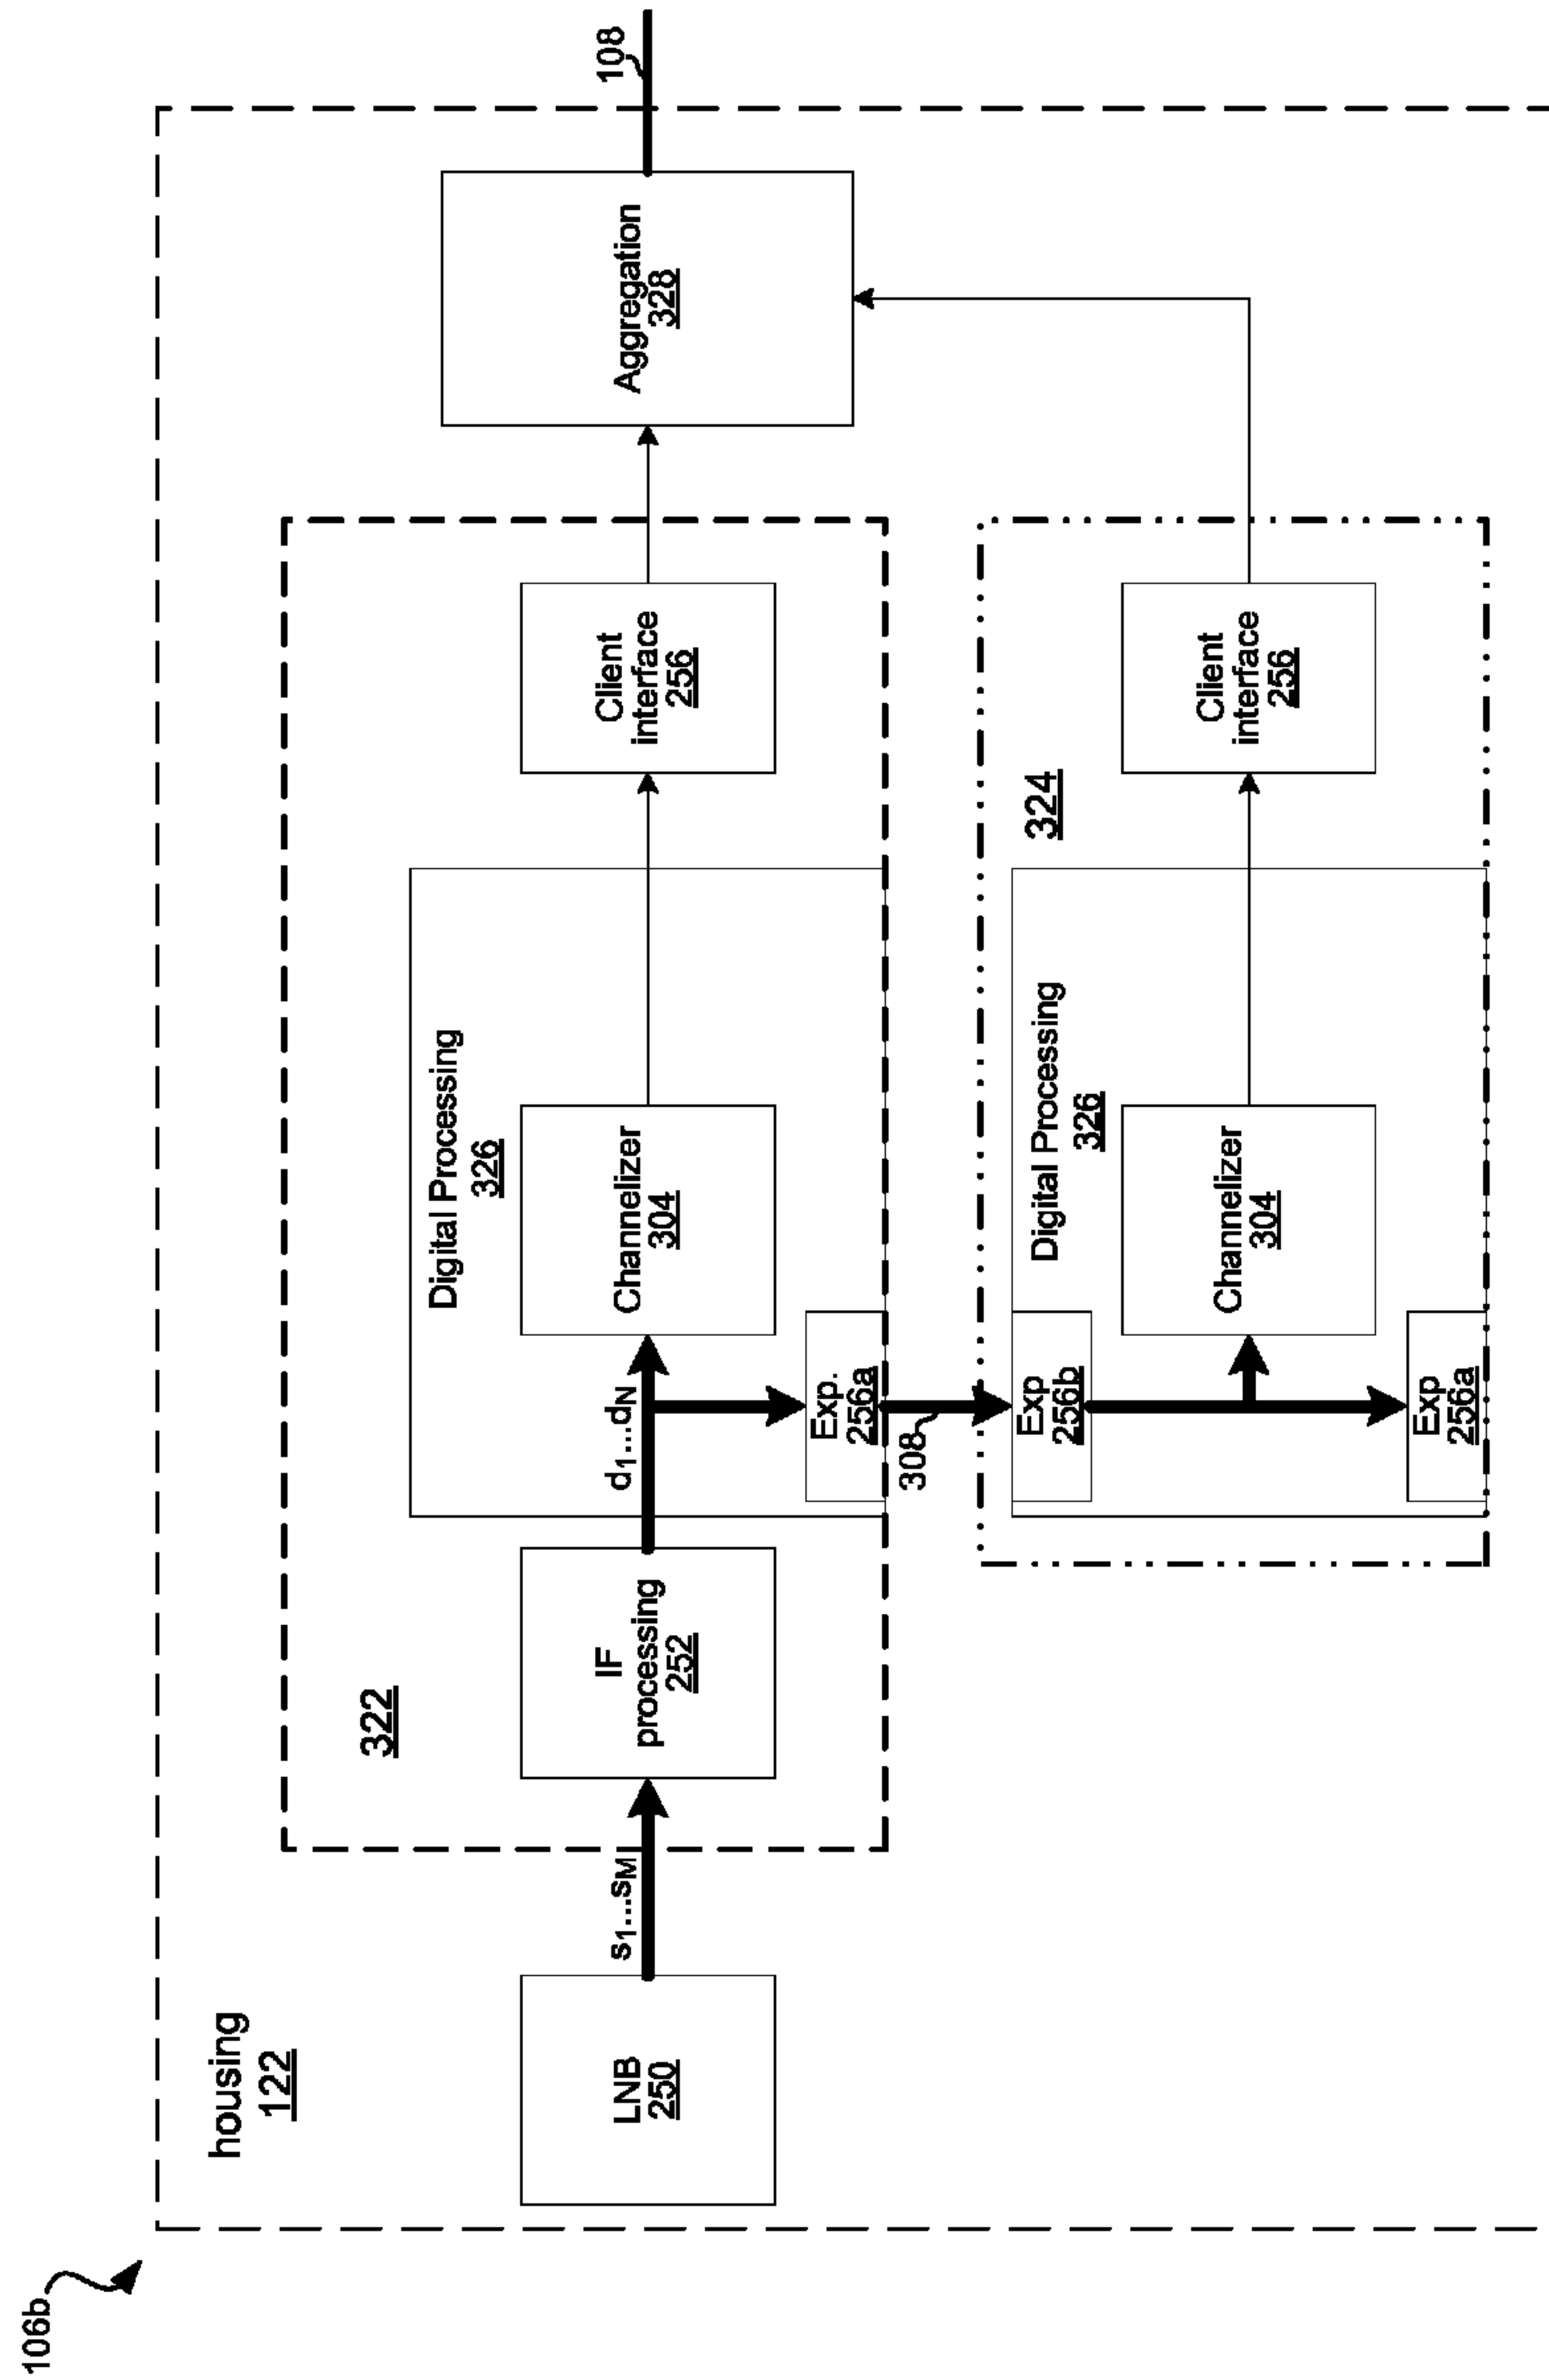 106b
housing
122
108
322
LNB
250
s1...sM
IF
processing
252
d1...dN
Digital Processing
326
Channelizer
304
Exp.
256a
Client
interface
256
Aggregation
328
308
324
Digital Processing
326
Exp
256b
Channelizer
304
Exp
256a
Client
interface
256